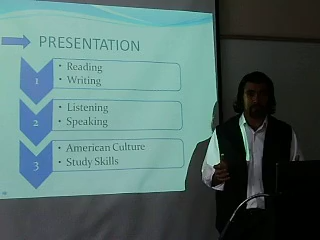 PRESENTATION
1
• Reading
• Writing
2
• Listening
• Speaking
3
• American Culture
• Study Skills